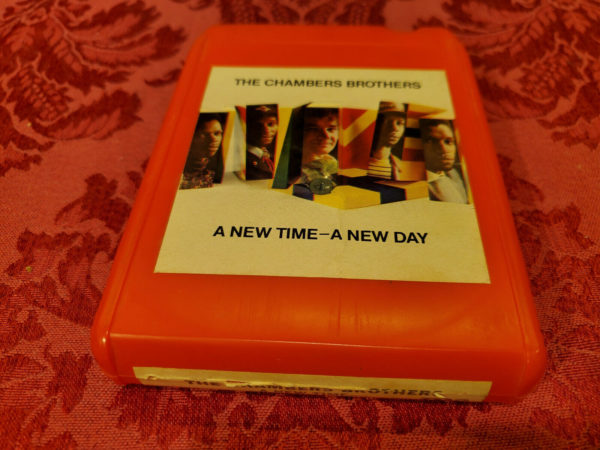 THE CHAMBERS BROTHERS
A NEW TIME—A NEW DAY
THE CHAMBERS BROTHERS